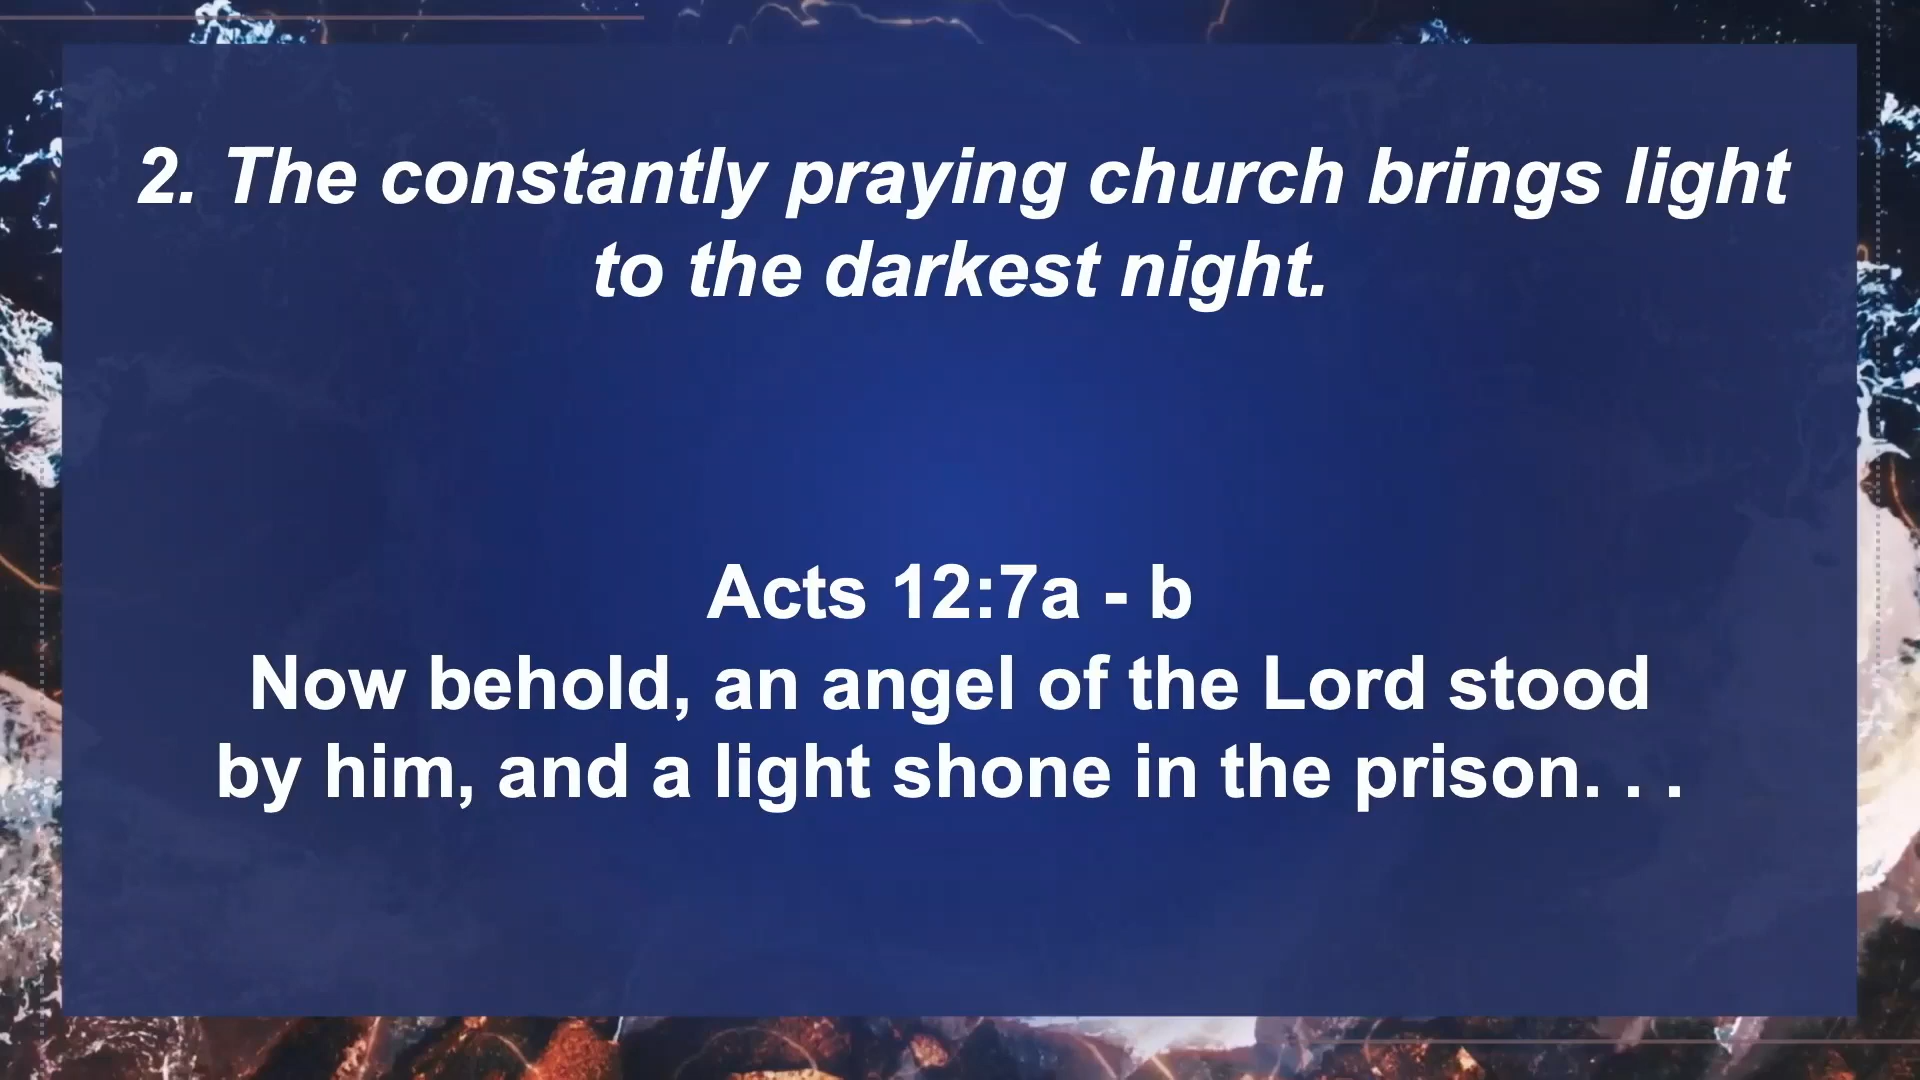 2. The constantly praying church brings light
to the darkest night.
Acts 12:7a - b
Now behold, an angel of the Lord stood
by him, and a light shone in the prison. . .